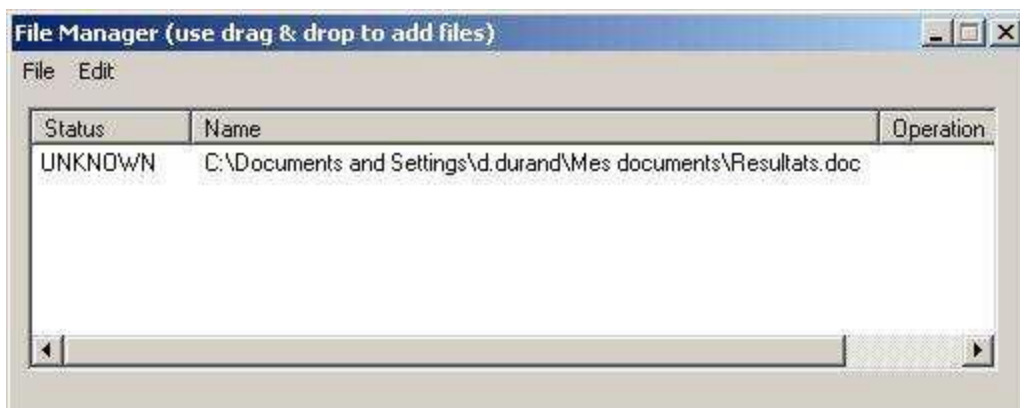 File Manager (use drag & drop to add files)
File Edit
Status Name Operation
UNKNOWN C:\Documents and Settings\d.durand\Mes documents\Resultats.doc